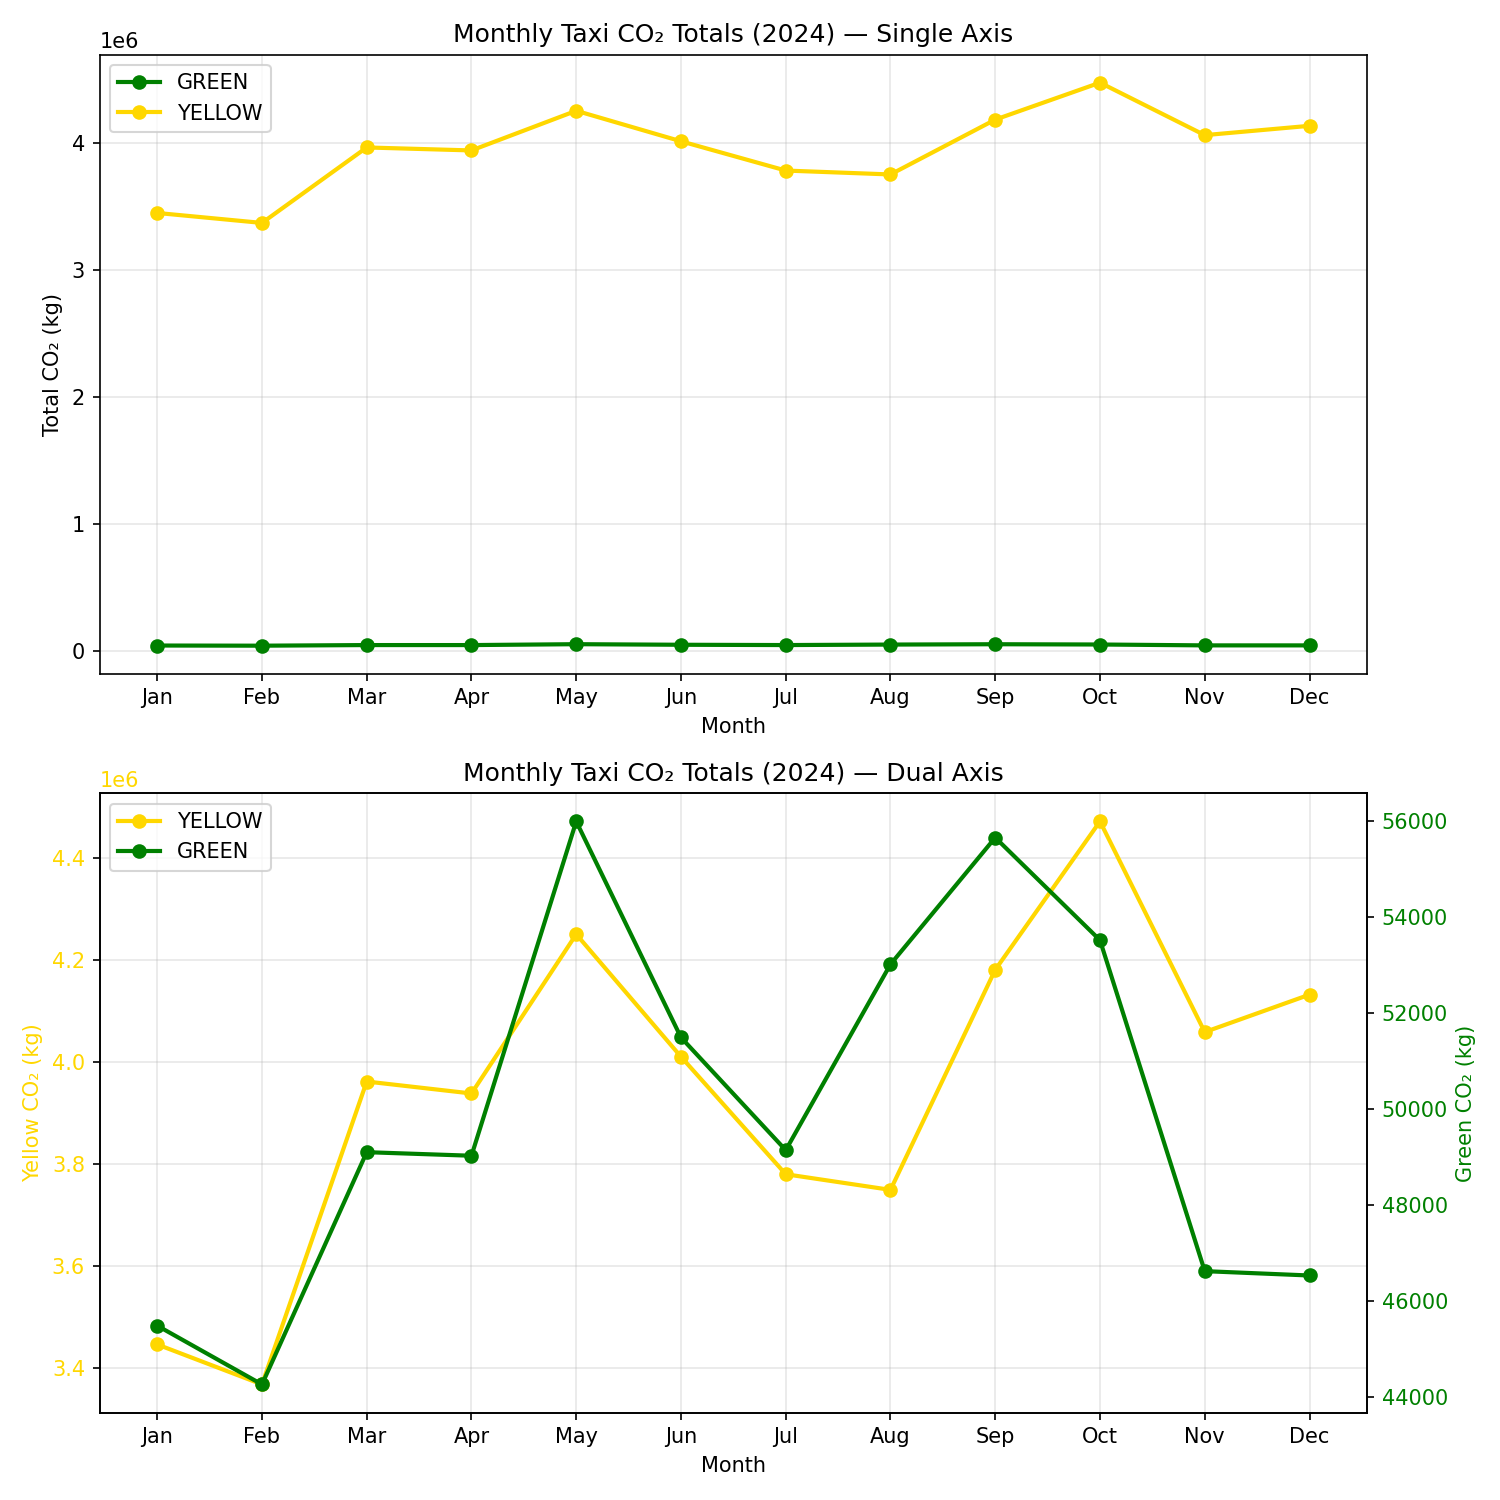 Monthly Taxi CO₂ Totals (2024) — Single Axis
1e6
GREEN
YELLOW
4
3
2
1
0
Total CO₂ (kg)
Jan Feb Mar Apr May Jun Jul Aug Sep Oct Nov Dec
Month
Monthly Taxi CO₂ Totals (2024) — Dual Axis
1e6
YELLOW
GREEN
4.4
4.2
4.0
3.8
3.6
3.4
Yellow CO₂ (kg)
56000
54000
52000
50000
48000
46000
44000
Green CO₂ (kg)
Jan Feb Mar Apr May Jun Jul Aug Sep Oct Nov Dec
Month